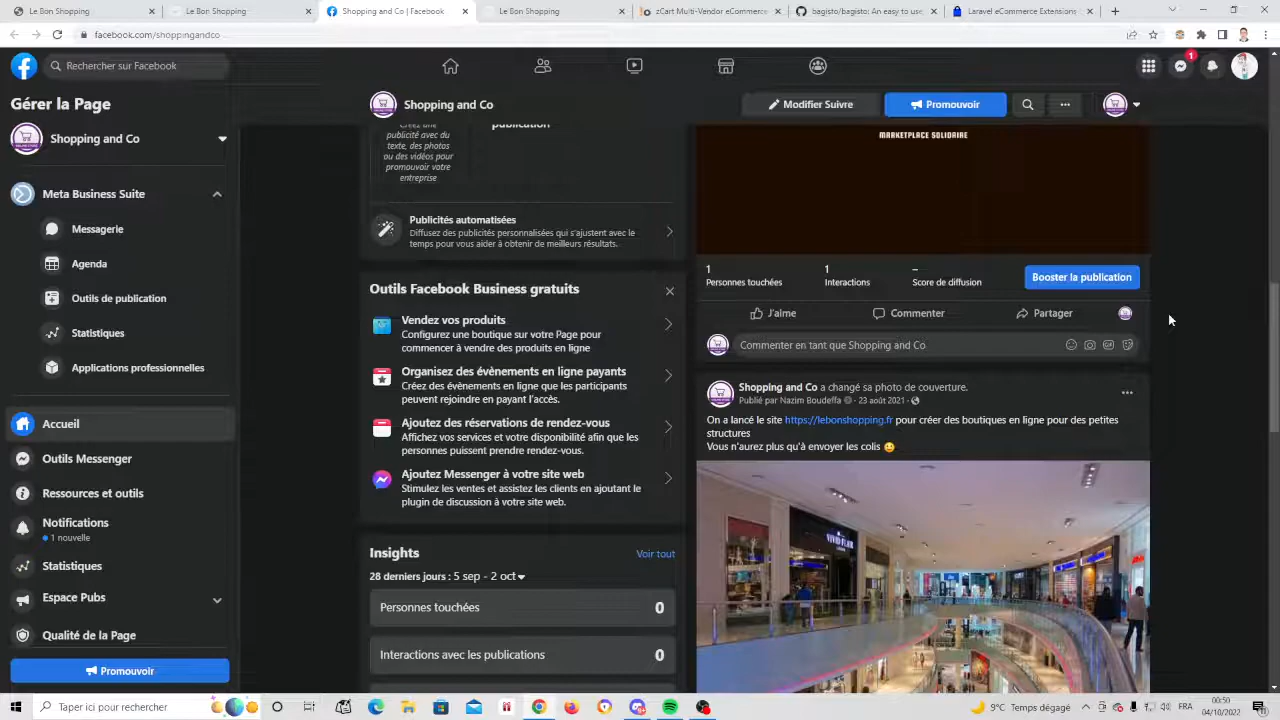 Le Bon Shopping
Le Bon Shopping
Shopping and Co | Facebook
Le Bon Shopping
zCart Multi-Vendor eCommerce
bagisto/bagisto: An easy to use
Laravel eCommerce Extensions
facebook.com/shoppingandco
Rechercher sur Facebook
1
Gérer la Page
Shopping and Co
Meta Business Suite
Messagerie
Agenda
Outils de publication
Statistiques
Applications professionnelles
Accueil
Outils Messenger
Ressources et outils
Notifications
1 nouvelle
Statistiques
Espace Pubs
Qualité de la Page
Promouvoir
Shopping and Co
Modifier Suivre
Promouvoir
Créez une
publicité avec du
texte, des photos
ou des vidéos pour
promouvoir votre
entreprise
publication
Publicités automatisées
Diffusez des publicités personnalisées qui s'ajustent avec le
temps pour vous aider à obtenir de meilleurs résultats.
Outils Facebook Business gratuits
Vendez vos produits
Configurez une boutique sur votre Page pour
commencer à vendre des produits en ligne
Organisez des évènements en ligne payants
Créez des évènements en ligne que les participants
peuvent rejoindre en payant l'accès.
Ajoutez des réservations de rendez-vous
Affichez vos services et votre disponibilité afin que les
personnes puissent prendre rendez-vous.
Ajoutez Messenger à votre site web
Stimulez les ventes et assistez les clients en ajoutant le
plugin de discussion à votre site web.
Insights
Voir tout
28 derniers jours : 5 sep - 2 oct
Personnes touchées 0
Interactions avec les publications 0
MARKETPLACE SOLIDAIRE
1
Personnes touchées
1
Interactions
–
Score de diffusion
Booster la publication
J'aime
Commenter
Partager
Commenter en tant que Shopping and Co
Shopping and Co a changé sa photo de couverture.
Publié par Nazim Boudeffa · 23 août 2021 ·
On a lancé le site https://lebonshopping.fr pour créer des boutiques en ligne pour des petites
structures
Vous n'aurez plus qu'à envoyer les colis
VIVID FLAIR
Taper ici pour rechercher
9°C Temps dégagé
FRA
00:50
04/10/2022